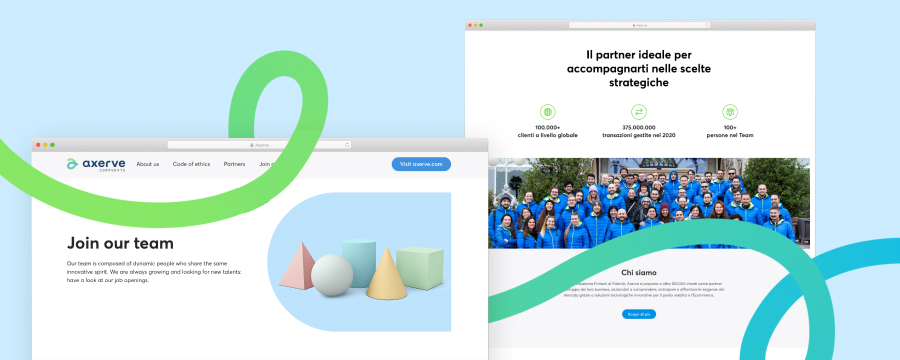 Axerve
Il partner ideale per
accompagnarti nelle scelte
strategiche
100.000+
clienti a livello globale
375.000.000
transazioni gestite nel 2020
100+
persone nel Team
Chi siamo
Scopri di più
Axerve
axerve
CORPORATE
About us
Code of ethics
Partners
Join
Visit axerve.com
Join our team
Our team is composed of dynamic people who share the same
innovative spirit. We are always growing and looking for new talents:
have a look at our job openings.